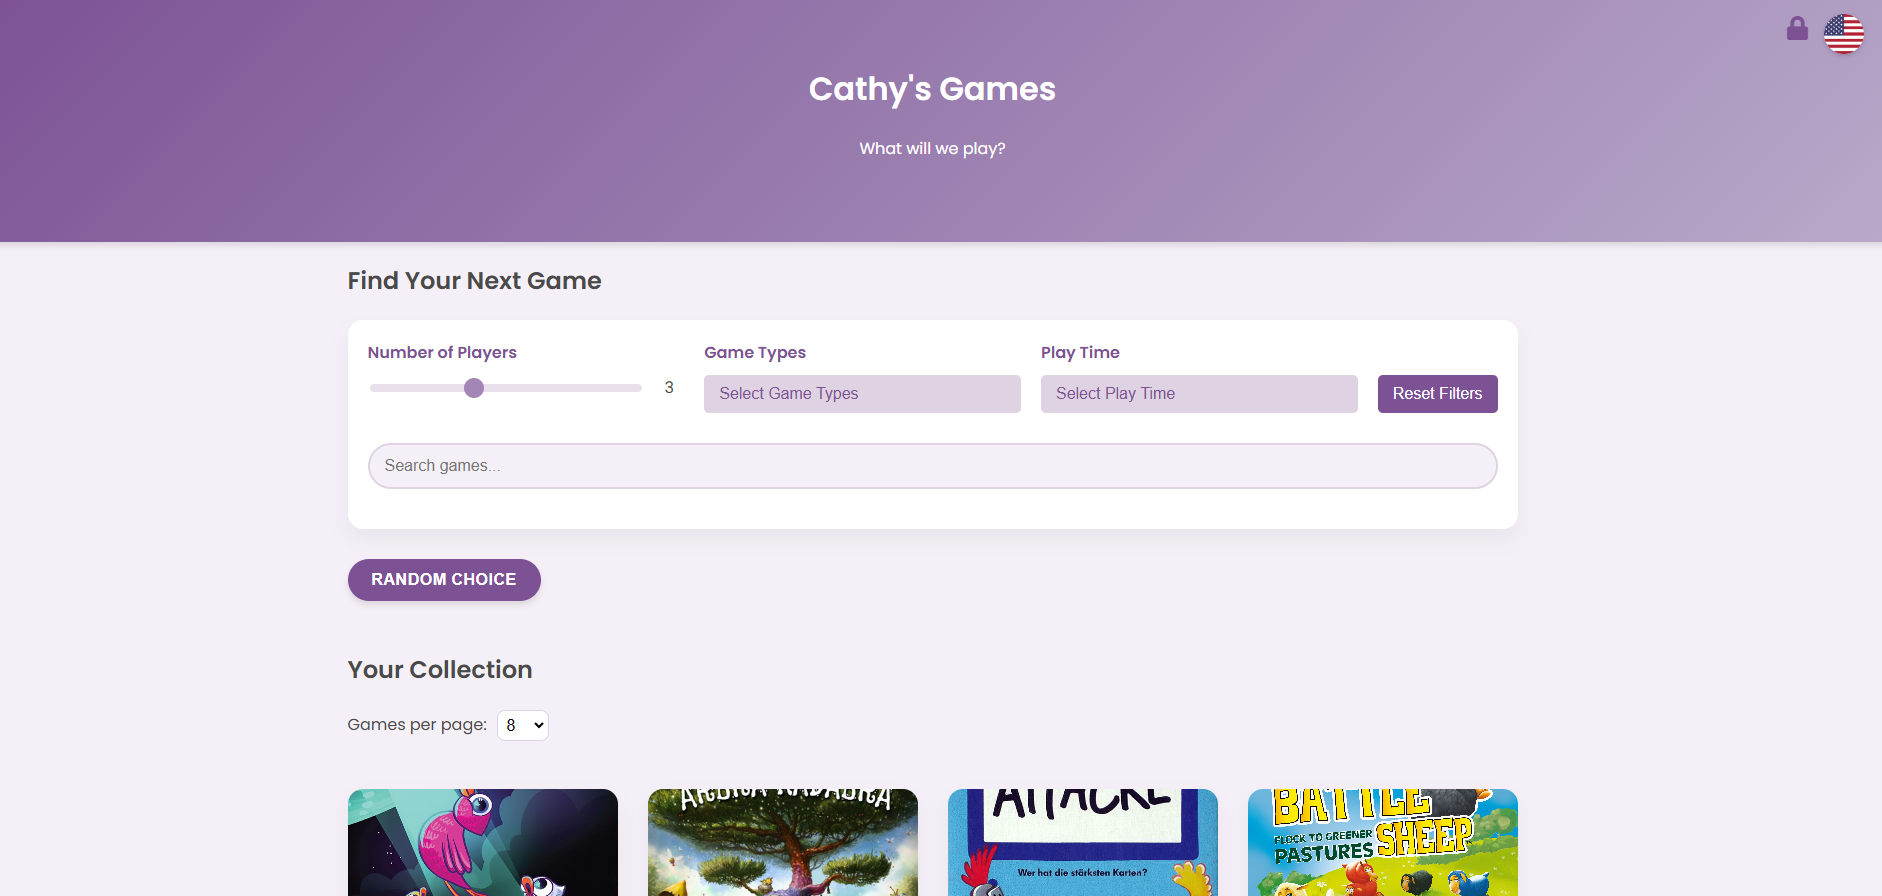 Cathy's Games
What will we play?
Find Your Next Game
Number of Players
3
Game Types
Select Game Types
Play Time
Select Play Time
Reset Filters
Search games...
RANDOM CHOICE
Your Collection
Games per page: 8
ATTACKE
Wer hat die stärksten Karten?
BATTLE
FLOCK TO GREENER
PASTURES
SHEEP